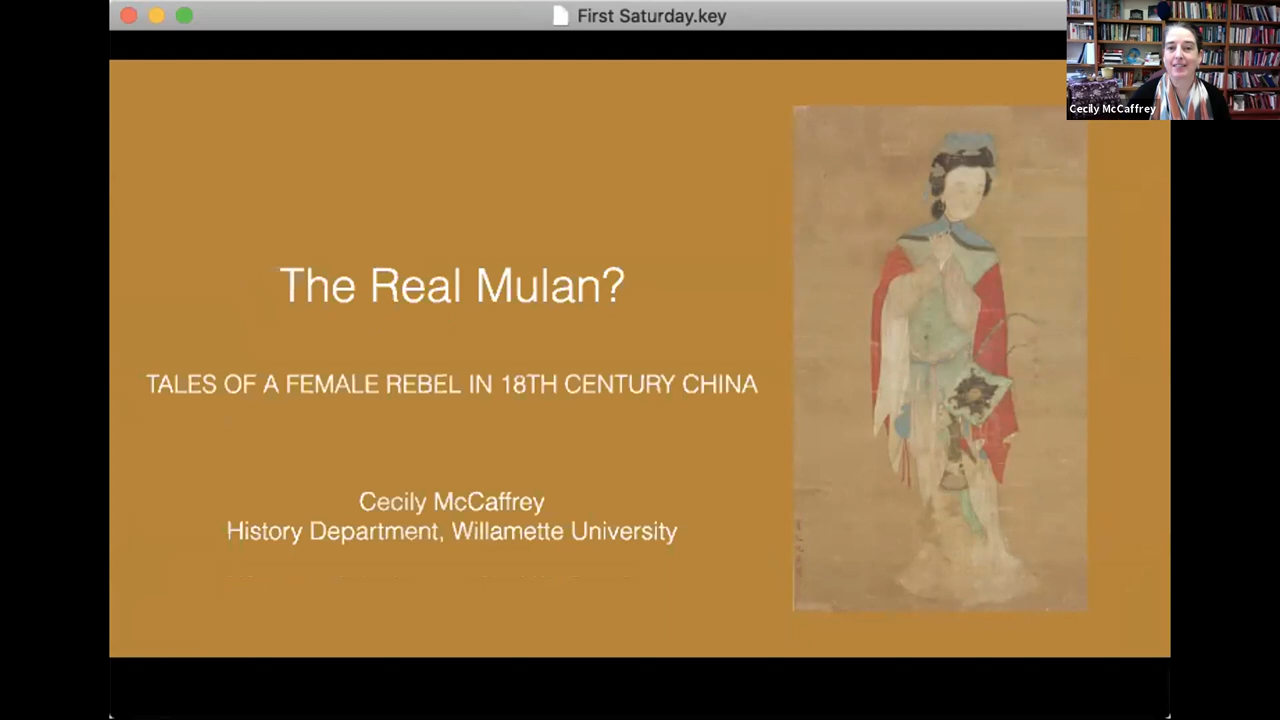 First Saturday.key
Cecily McCaffrey
The Real Mulan?
TALES OF A FEMALE REBEL IN 18TH CENTURY CHINA
Cecily McCaffrey
History Department, Willamette University